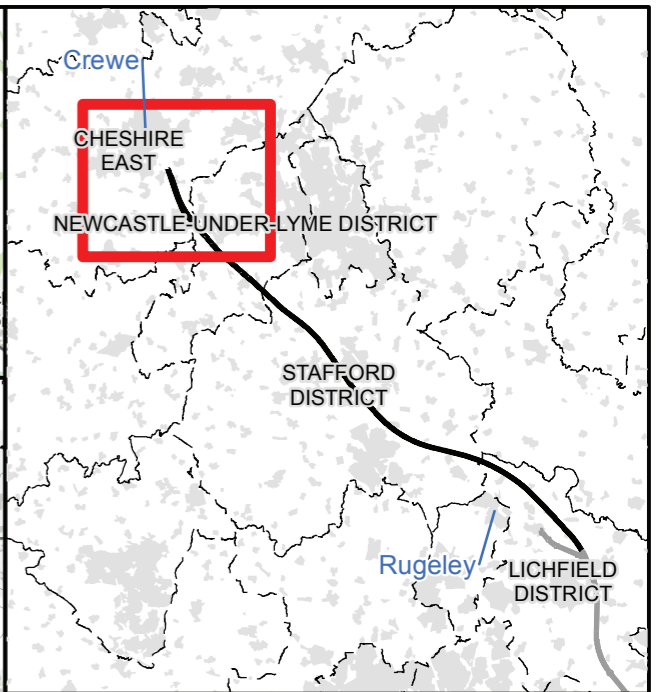 Crewe
CHESHIRE
EAST
NEWCASTLE-UNDER-LYME DISTRICT
STAFFORD
DISTRICT
Rugeley
LICHFIELD
DISTRICT